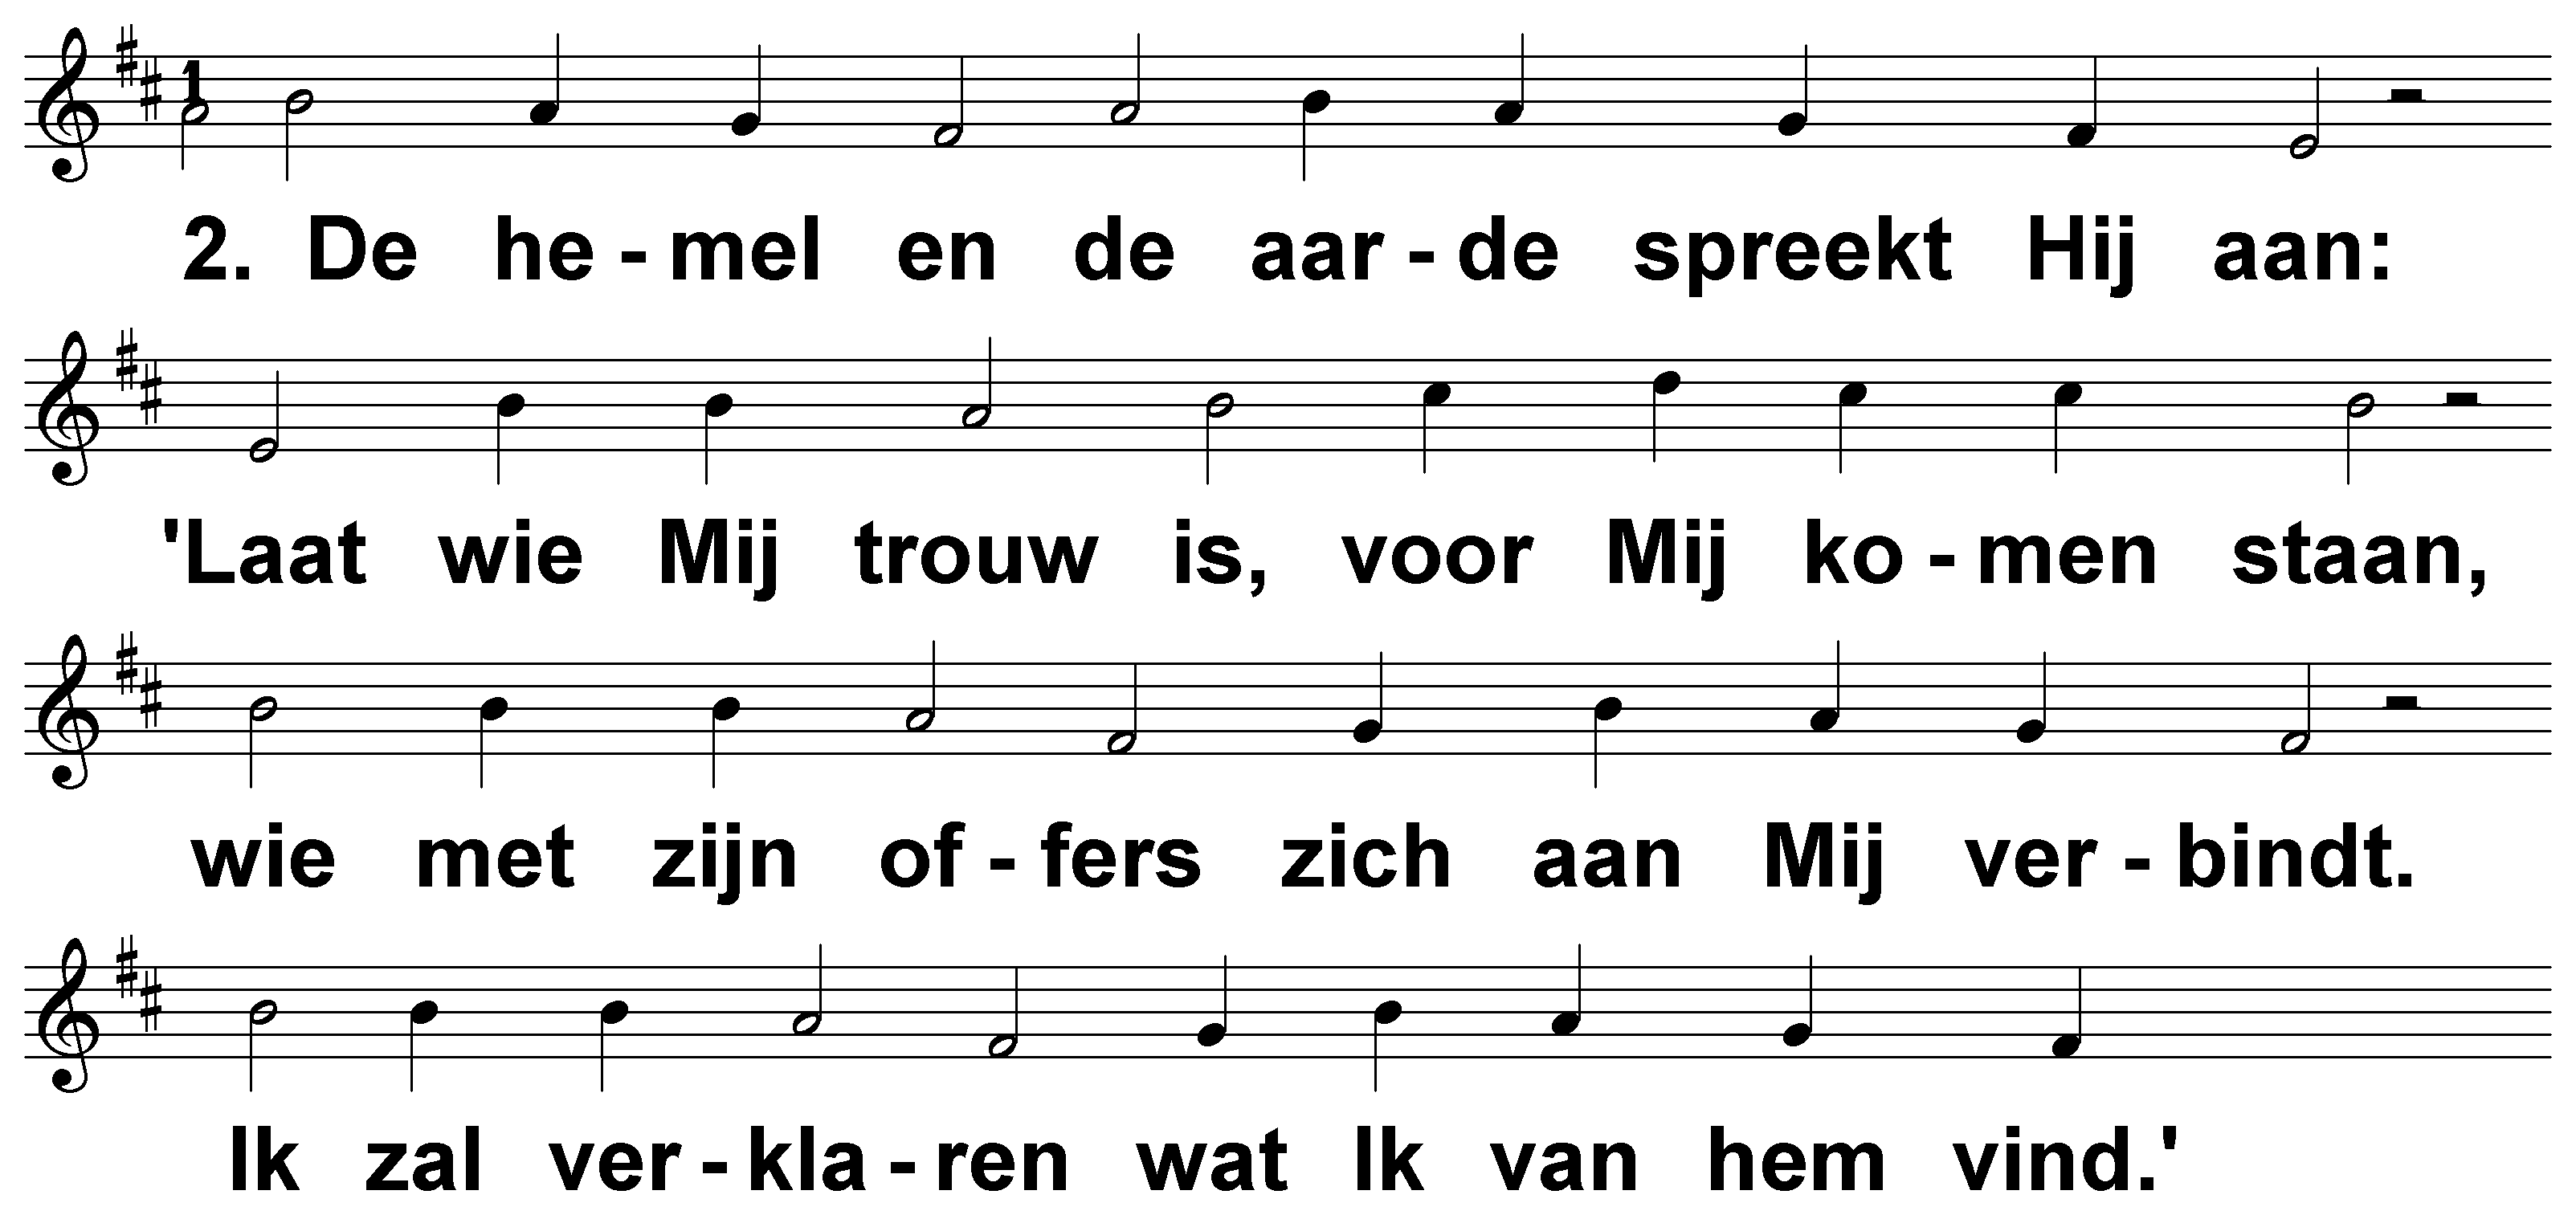 1
2. De he - mel en de aar - de spreekt Hij aan:
'Laat wie Mij trouw is, voor Mij ko - men staan,
wie met zijn of - fers zich aan Mij ver - bindt.
Ik zal ver - kla - ren wat Ik van hem vind.'